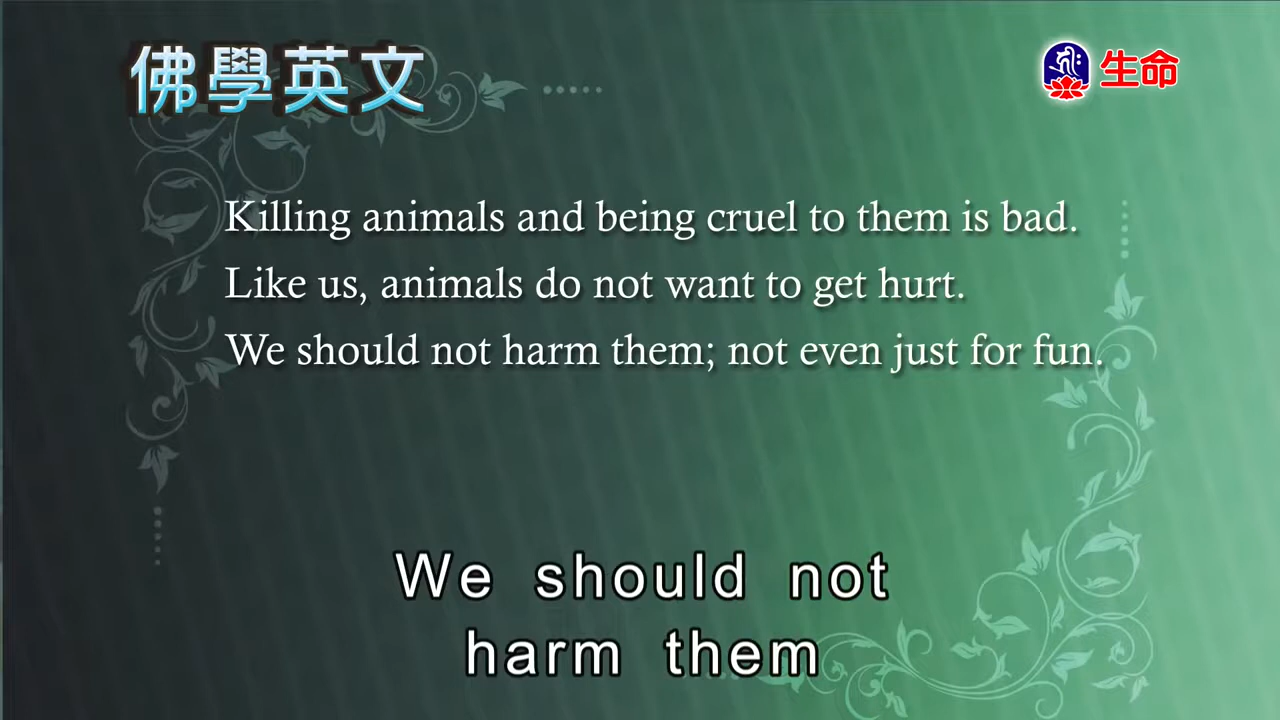 佛學英文
生命
Killing animals and being cruel to them is bad.
Like us, animals do not want to get hurt.
We should not harm them; not even just for fun.
We should not
harm them